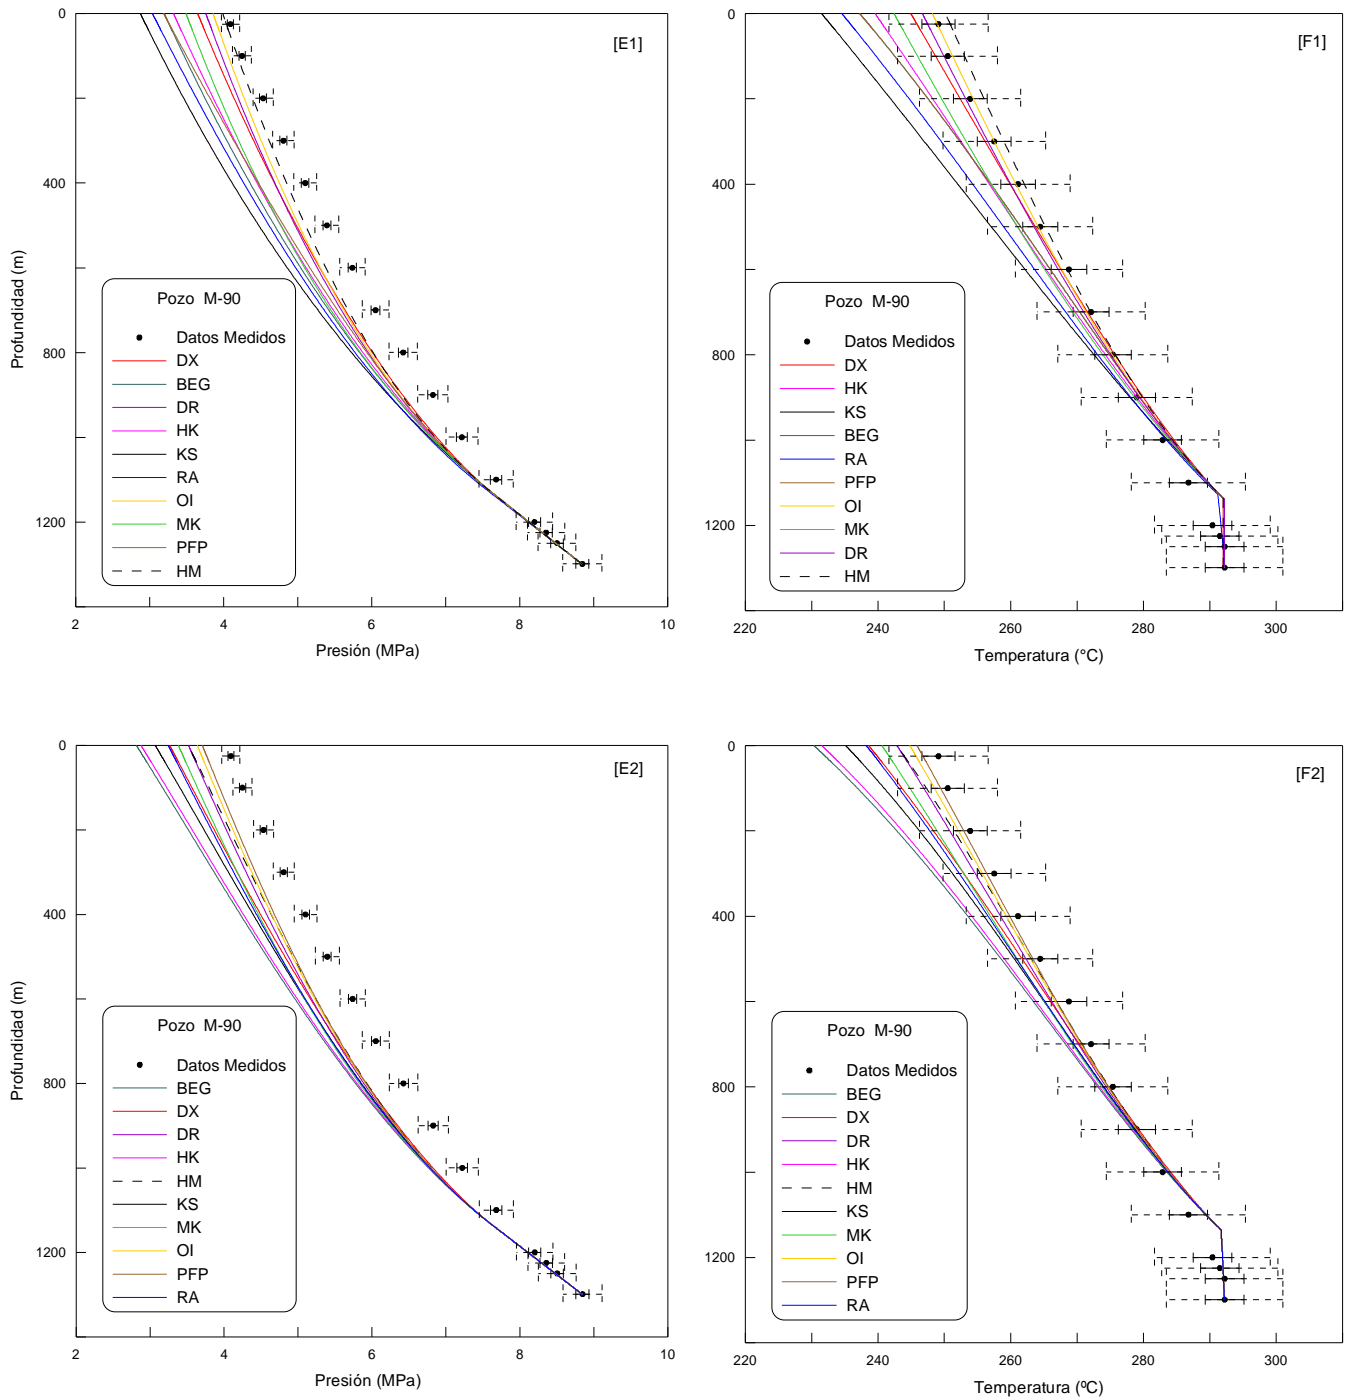 0
400
800
1200
Profundidad (m)
2
4
6
8
10
Presión (MPa)
[E1]
Pozo M-90
Datos Medidos
DX
BEG
DR
HK
KS
RA
OI
MK
PFP
HM
0
400
800
1200
220
240
260
280
300
Temperatura (°C)
[F1]
Pozo M-90
Datos Medidos
DX
HK
KS
BEG
RA
PFP
OI
MK
DR
HM
0
400
800
1200
Profundidad (m)
2
4
6
8
10
Presión (MPa)
[E2]
Pozo M-90
Datos Medidos
BEG
DX
DR
HK
HM
KS
MK
OI
PFP
RA
0
400
800
1200
220
240
260
280
300
Temperatura (ºC)
[F2]
Pozo M-90
Datos Medidos
BEG
DX
DR
HK
HM
KS
MK
OI
PFP
RA